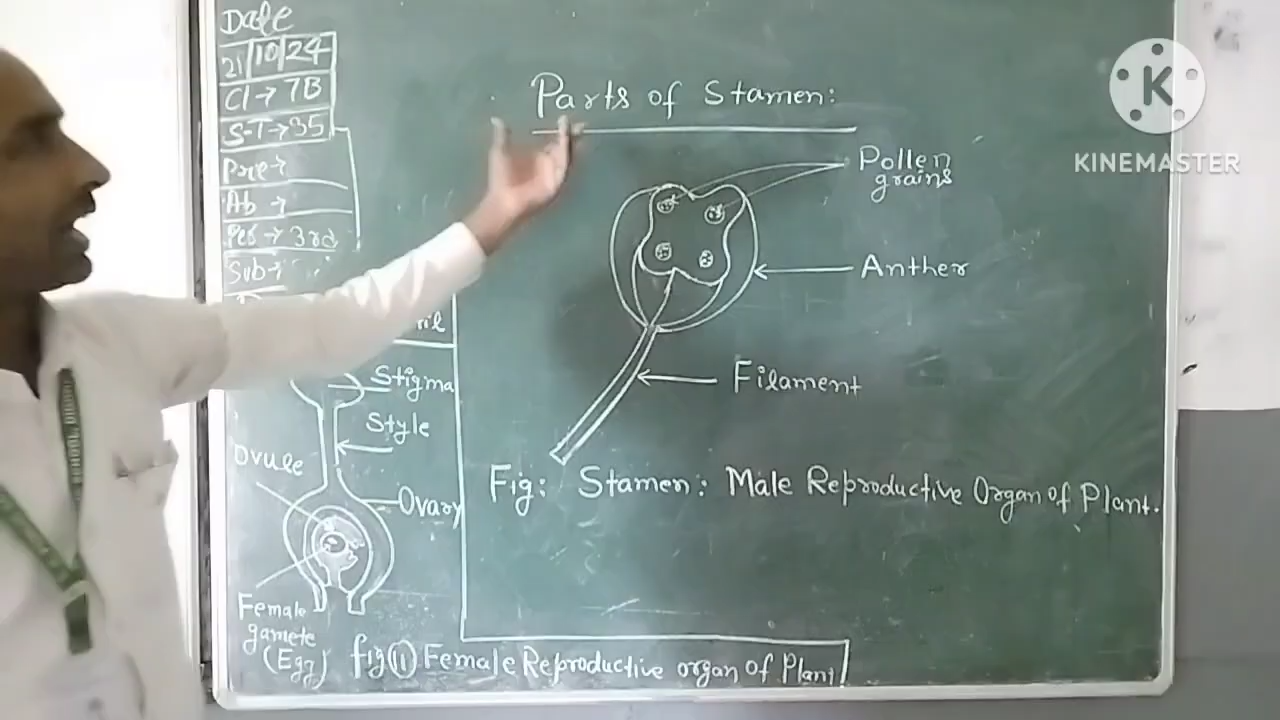 Date
21/10/24
Cl → 7B
S-T → 35
Pre →
Ab →
Per → 3rd
Sub →
Parts of Stamen:
Pollen
grains
Anther
Filament
Fig: Stamen: Male Reproductive Organ of Plant.
Stigma
Style
Ovule
Ovary
Female
gamete
(Egg)
fig (ii) Female Reproductive organ of Plant
K
KINEMASTER